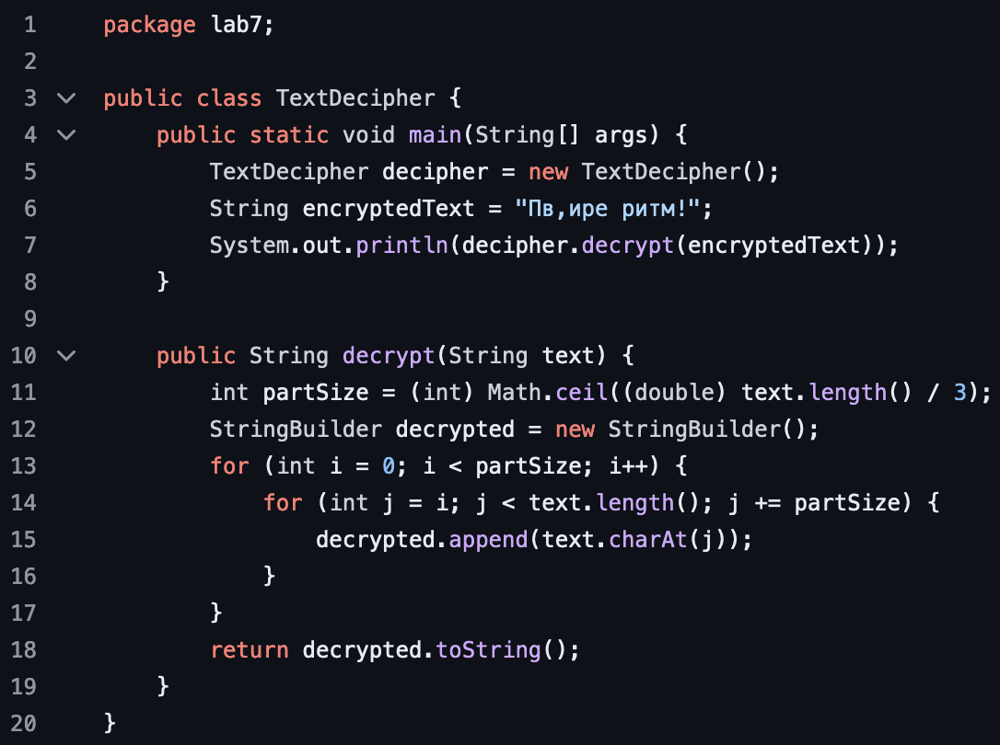 1 package lab7;
2
3 public class TextDecipher {
4     public static void main(String[] args) {
5         TextDecipher decipher = new TextDecipher();
6         String encryptedText = "Пв,ире ритм!";
7         System.out.println(decipher.decrypt(encryptedText));
8     }
9
10     public String decrypt(String text) {
11         int partSize = (int) Math.ceil((double) text.length() / 3);
12         StringBuilder decrypted = new StringBuilder();
13         for (int i = 0; i < partSize; i++) {
14             for (int j = i; j < text.length(); j += partSize) {
15                 decrypted.append(text.charAt(j));
16             }
17         }
18         return decrypted.toString();
19     }
20 }